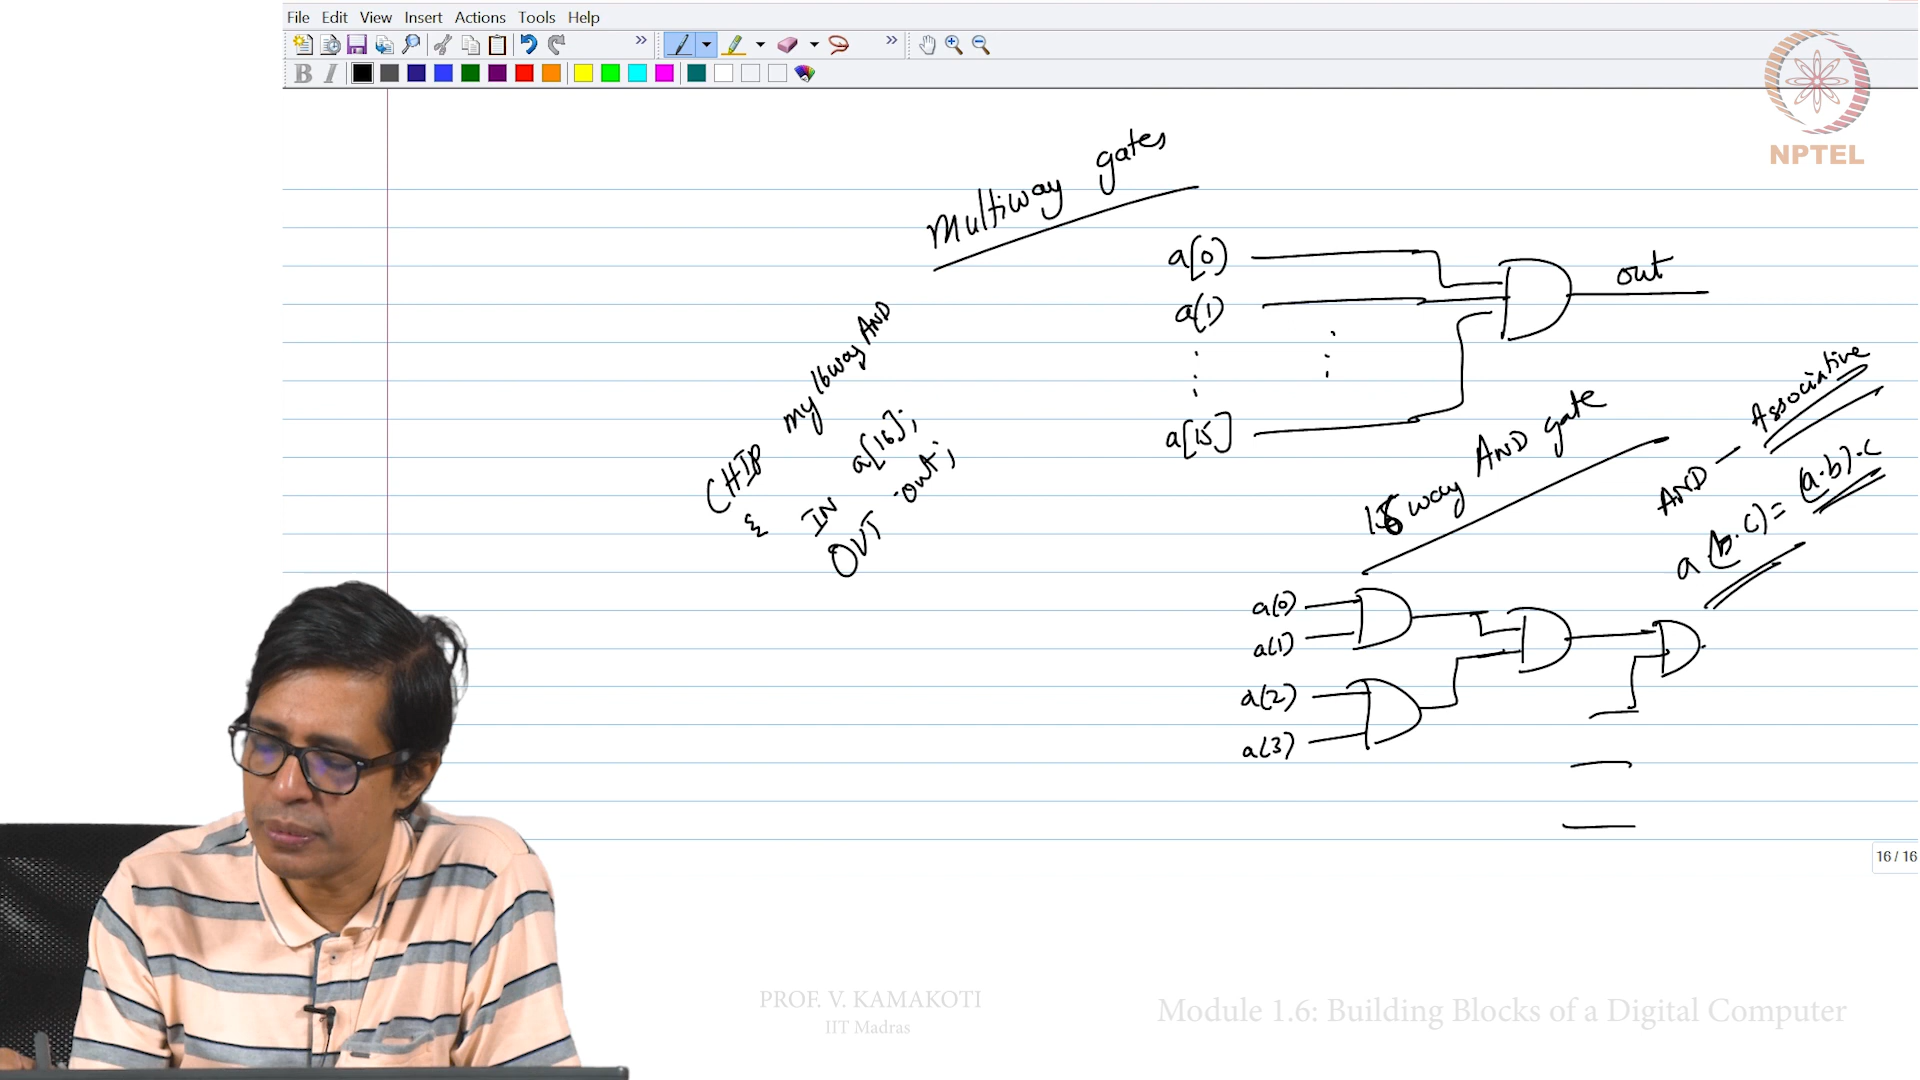 File Edit View Insert Actions Tools Help
B I
NPTEL
Multiway gates
a[0]
a(1)
a[15]
out
CHIP my16wayAND
{ IN a[16];
OUT out;
16 way AND gate
AND - Associative
a(b.c) = (a.b).c
a(0)
a(1)
a(2)
a(3)
16 / 16
PROF. V. KAMAKOTI
IIT Madras
Module 1.6: Building Blocks of a Digital Computer